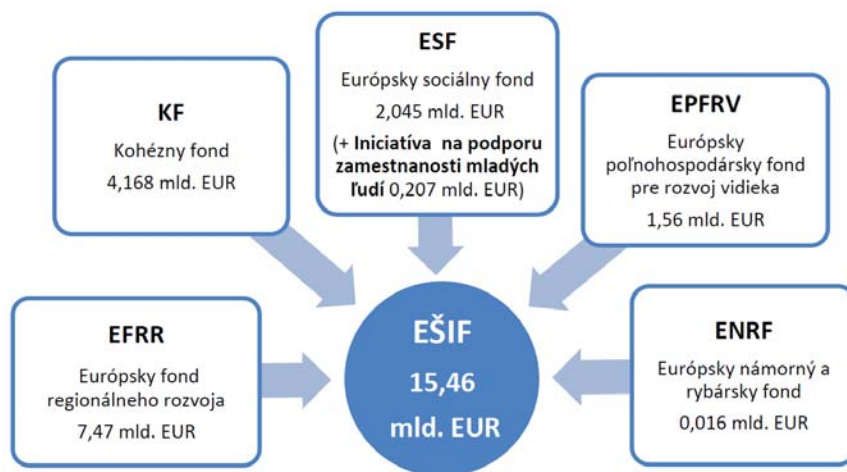 ESF
Európsky sociálny fond
2,045 mld. EUR
(+ Iniciatíva na podporu
zamestnanosti mladých
ľudí 0,207 mld. EUR)
KF
Kohézny fond
4,168 mld. EUR
EPFRV
Európsky
poľnohospodársky fond
pre rozvoj vidieka
1,56 mld. EUR
EFRR
Európsky fond
regionálneho rozvoja
7,47 mld. EUR
EŠIF
15,46
mld. EUR
ENRF
Európsky námorný a
rybársky fond
0,016 mld. EUR